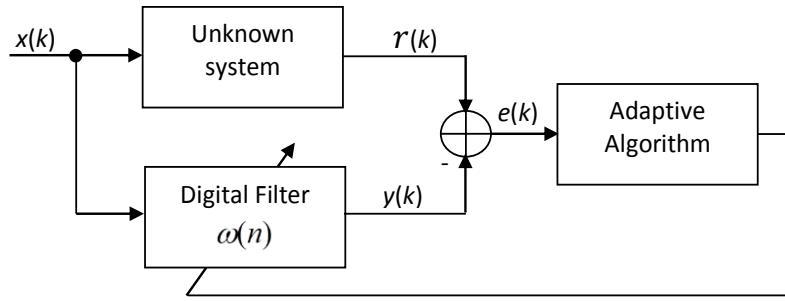 x(k)
Unknown
system
r(k)
e(k)
Adaptive
Algorithm
-
Digital Filter
ω(n)
y(k)